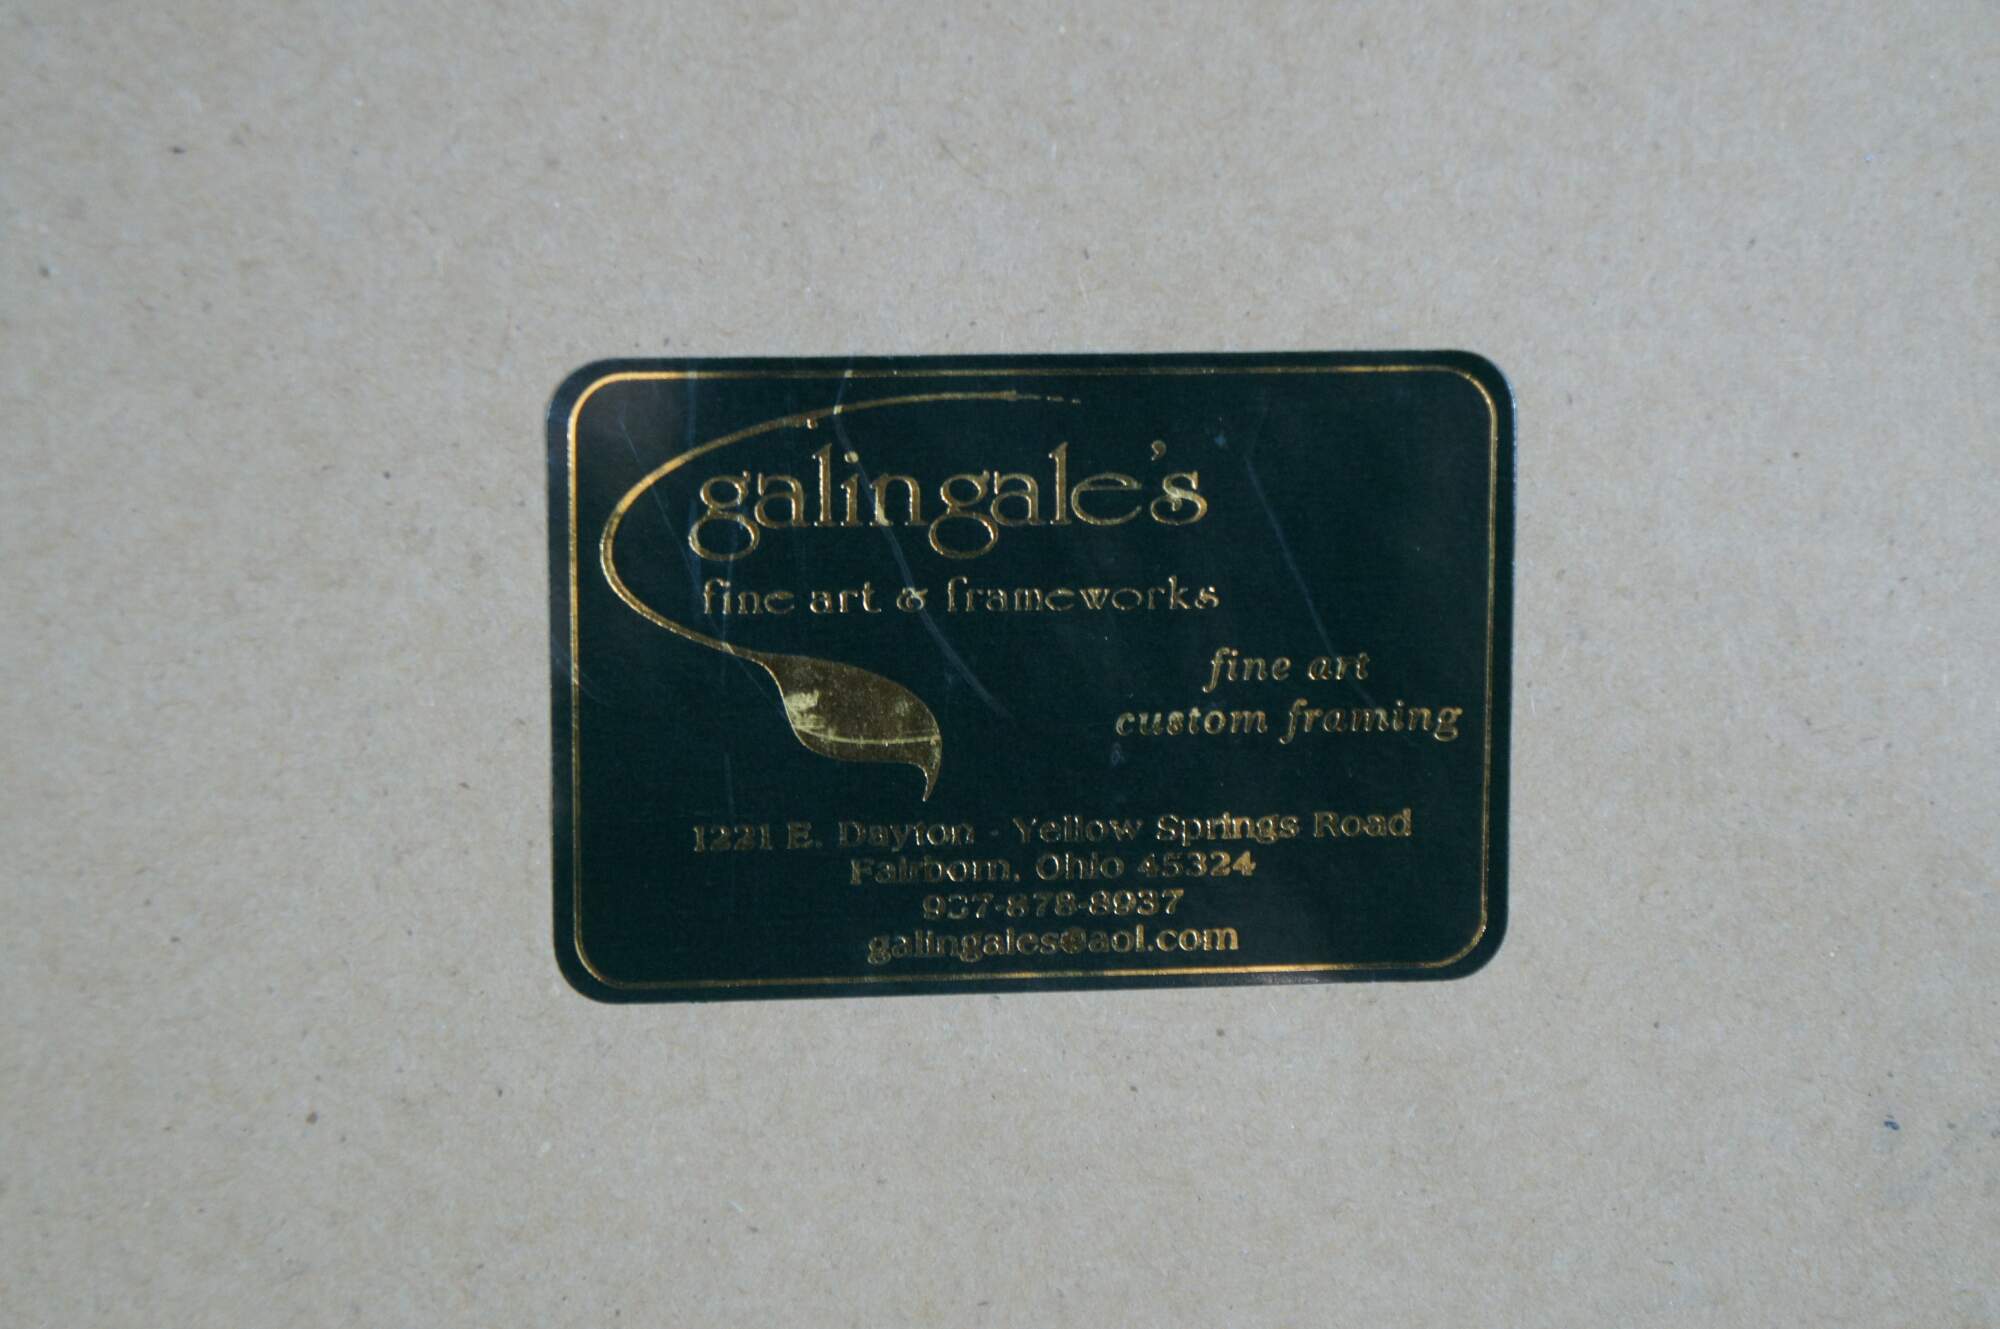 galingale's
fine art & frameworks
fine art
custom framing
1221 E. Dayton - Yellow Springs Road
Fairborn, Ohio 45324
937-878-8937
galingales@aol.com